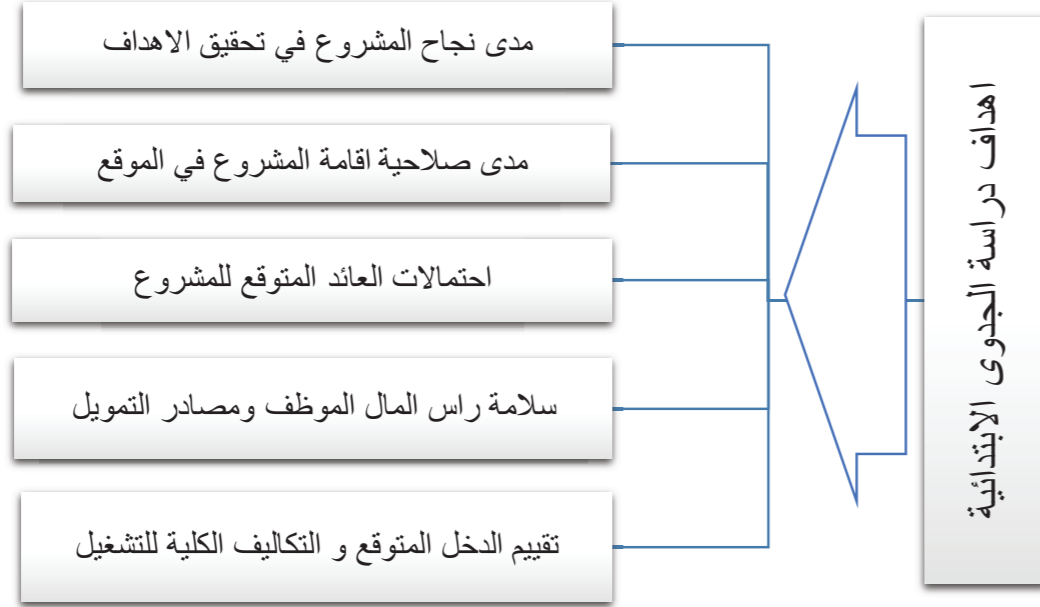 اهداف دراسة الجدوى الابتدائية
مدى نجاح المشروع في تحقيق الاهداف
مدى صلاحية اقامة المشروع في الموقع
احتمالات العائد المتوقع للمشروع
سلامة راس المال الموظف ومصادر التمويل
تقييم الدخل المتوقع و التكاليف الكلية للتشغيل